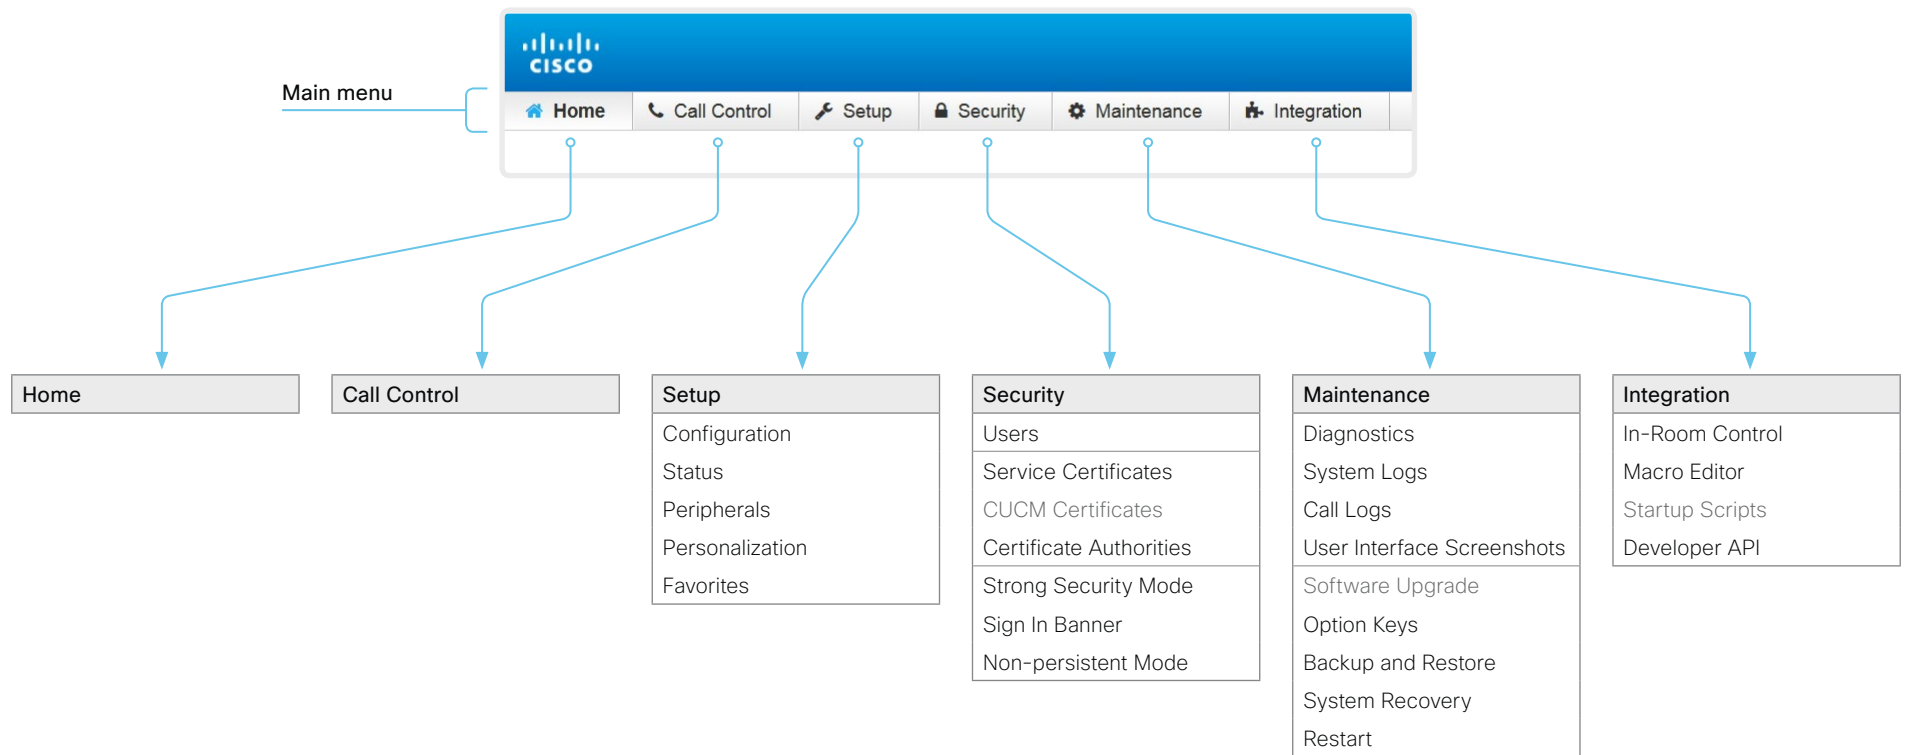 CISCO
Main menu
Home Call Control Setup Security Maintenance Integration
Home
Call Control
Setup
Configuration
Status
Peripherals
Personalization
Favorites
Security
Users
Service Certificates
CUCM Certificates
Certificate Authorities
Strong Security Mode
Sign In Banner
Non-persistent Mode
Maintenance
Diagnostics
System Logs
Call Logs
User Interface Screenshots
Software Upgrade
Option Keys
Backup and Restore
System Recovery
Restart
Integration
In-Room Control
Macro Editor
Startup Scripts
Developer API